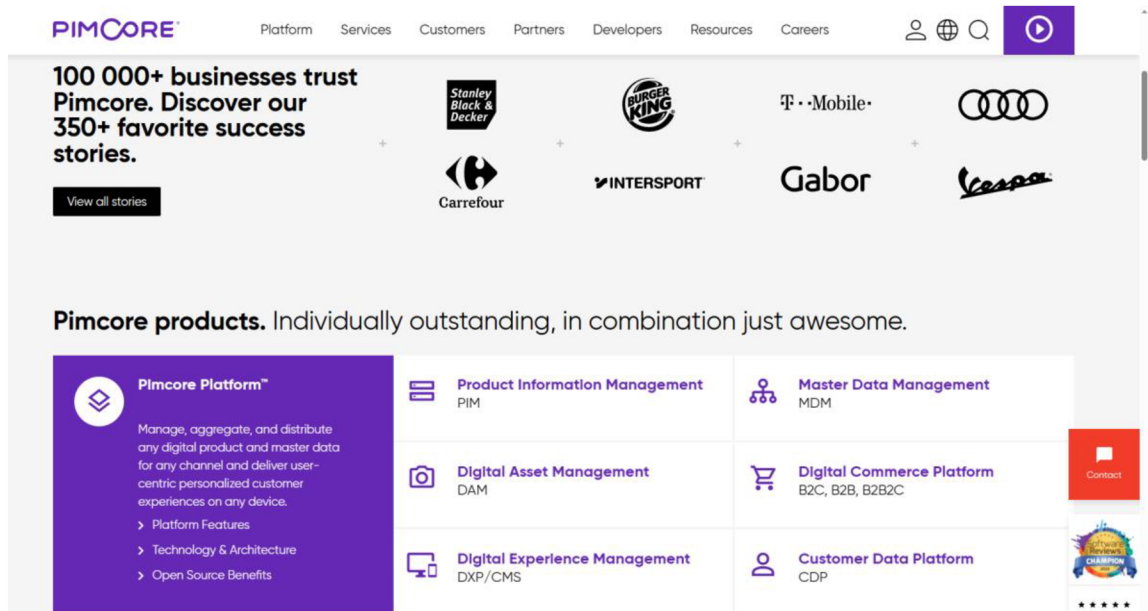 PIMCORE
Platform
Services
Customers
Partners
Developers
Resources
Careers
100 000+ businesses trust
Pimcore. Discover our
350+ favorite success
stories.
View all stories
Stanley
Black &
Decker
BURGER
KING
T··Mobile·
Carrefour
INTERSPORT
Gabor
Vespa
Pimcore products. Individually outstanding, in combination just awesome.
Pimcore Platform™
Manage, aggregate, and distribute
any digital product and master data
for any channel and deliver user-
centric personalized customer
experiences on any device.
Platform Features
Technology & Architecture
Open Source Benefits
Product Information Management
PIM
Master Data Management
MDM
Digital Asset Management
DAM
Digital Commerce Platform
B2C, B2B, B2B2C
Digital Experience Management
DXP/CMS
Customer Data Platform
CDP
Contact
Software
Reviews
CHAMPION